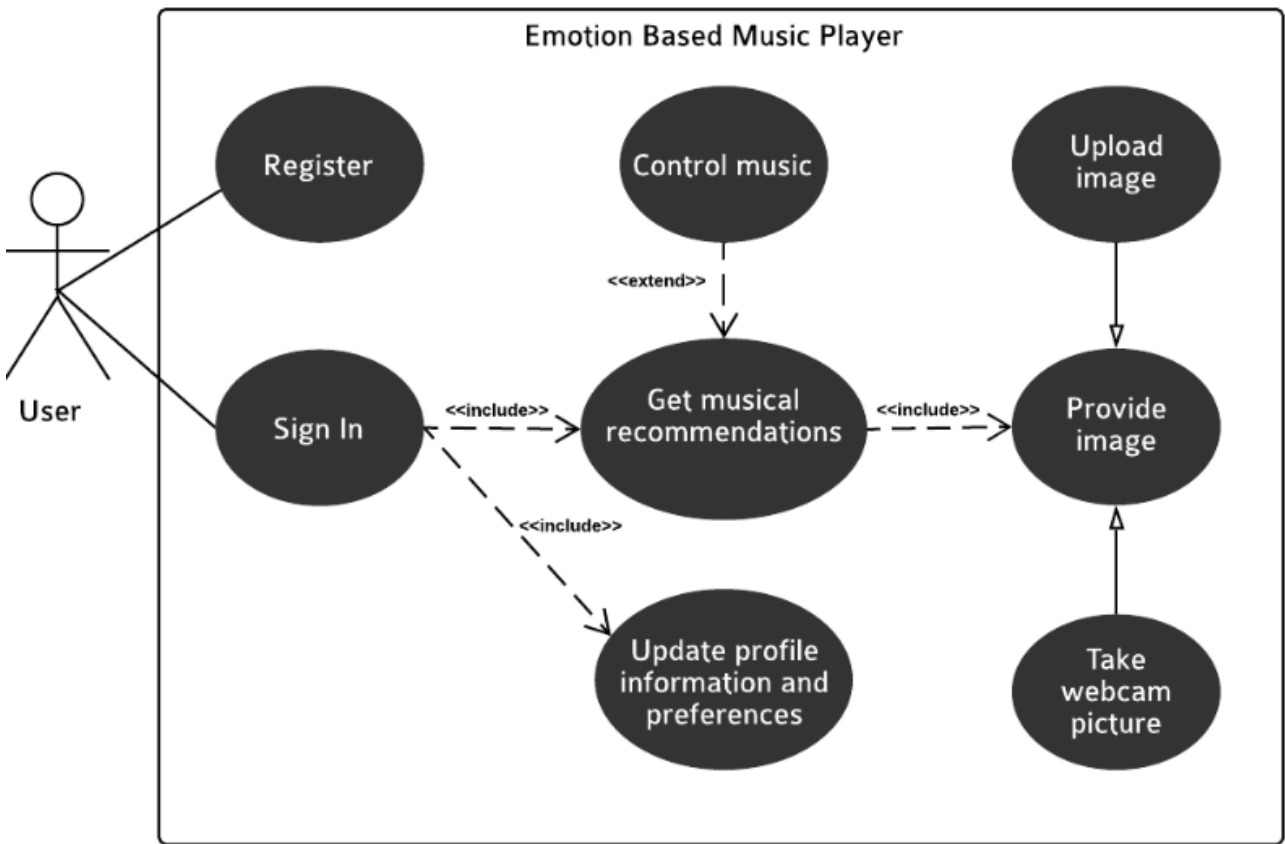 Emotion Based Music Player
Register
Control music
Upload
image
<<extend>>
User
Sign In
<<include>>
Get musical
recommendations
<<include>>
Provide
image
<<include>>
Update profile
information and
preferences
Take
webcam
picture